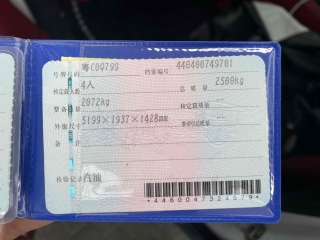 号牌号码 粤C00799 档案编号 440400749701
核定载人数 4人 总质量 2500kg
整备质量 2072kg 核定载质量
外廓尺寸 5199×1937×1428mm 准牵引总质量
备注
检验记录 汽油
*4460047324579*